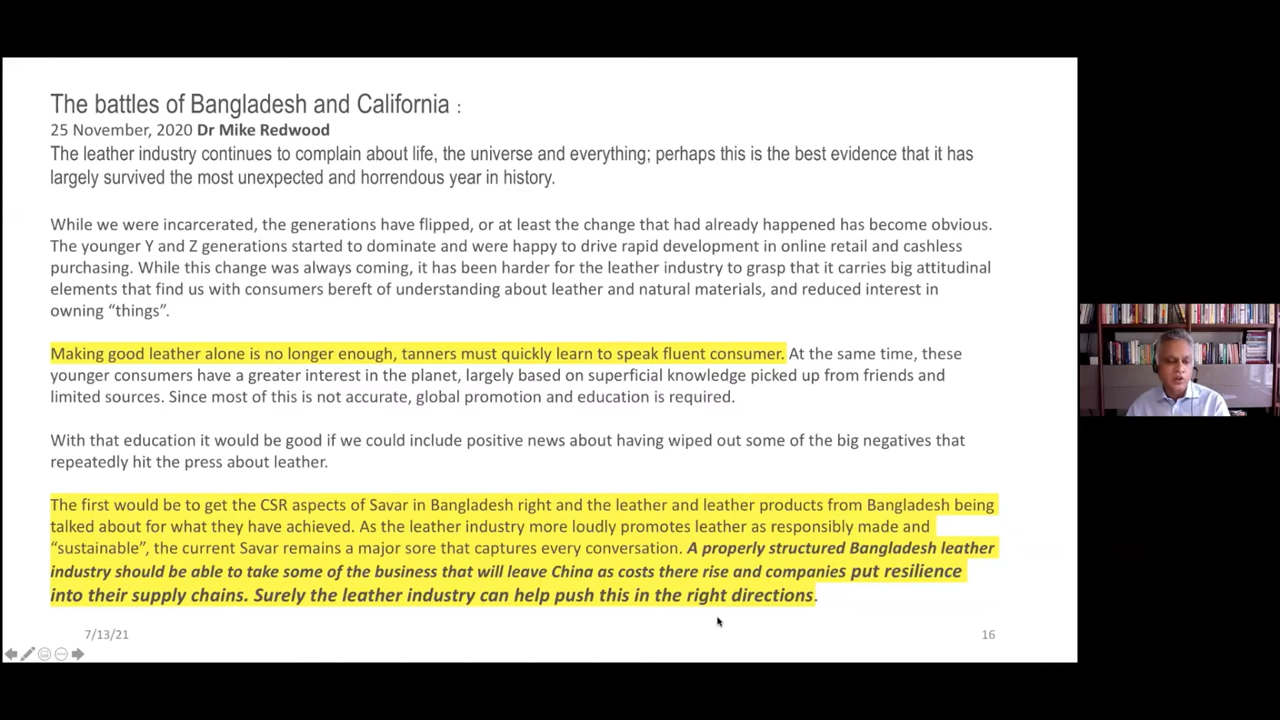 The battles of Bangladesh and California :
25 November, 2020 Dr Mike Redwood
The leather industry continues to complain about life, the universe and everything; perhaps this is the best evidence that it has
largely survived the most unexpected and horrendous year in history.
While we were incarcerated, the generations have flipped, or at least the change that had already happened has become obvious.
The younger Y and Z generations started to dominate and were happy to drive rapid development in online retail and cashless
purchasing. While this change was always coming, it has been harder for the leather industry to grasp that it carries big attitudinal
elements that find us with consumers bereft of understanding about leather and natural materials, and reduced interest in
owning “things”.
Making good leather alone is no longer enough, tanners must quickly learn to speak fluent consumer. At the same time, these
younger consumers have a greater interest in the planet, largely based on superficial knowledge picked up from friends and
limited sources. Since most of this is not accurate, global promotion and education is required.
With that education it would be good if we could include positive news about having wiped out some of the big negatives that
repeatedly hit the press about leather.
The first would be to get the CSR aspects of Savar in Bangladesh right and the leather and leather products from Bangladesh being
talked about for what they have achieved. As the leather industry more loudly promotes leather as responsibly made and
“sustainable”, the current Savar remains a major sore that captures every conversation. A properly structured Bangladesh leather
industry should be able to take some of the business that will leave China as costs there rise and companies put resilience
into their supply chains. Surely the leather industry can help push this in the right directions.
7/13/21
16